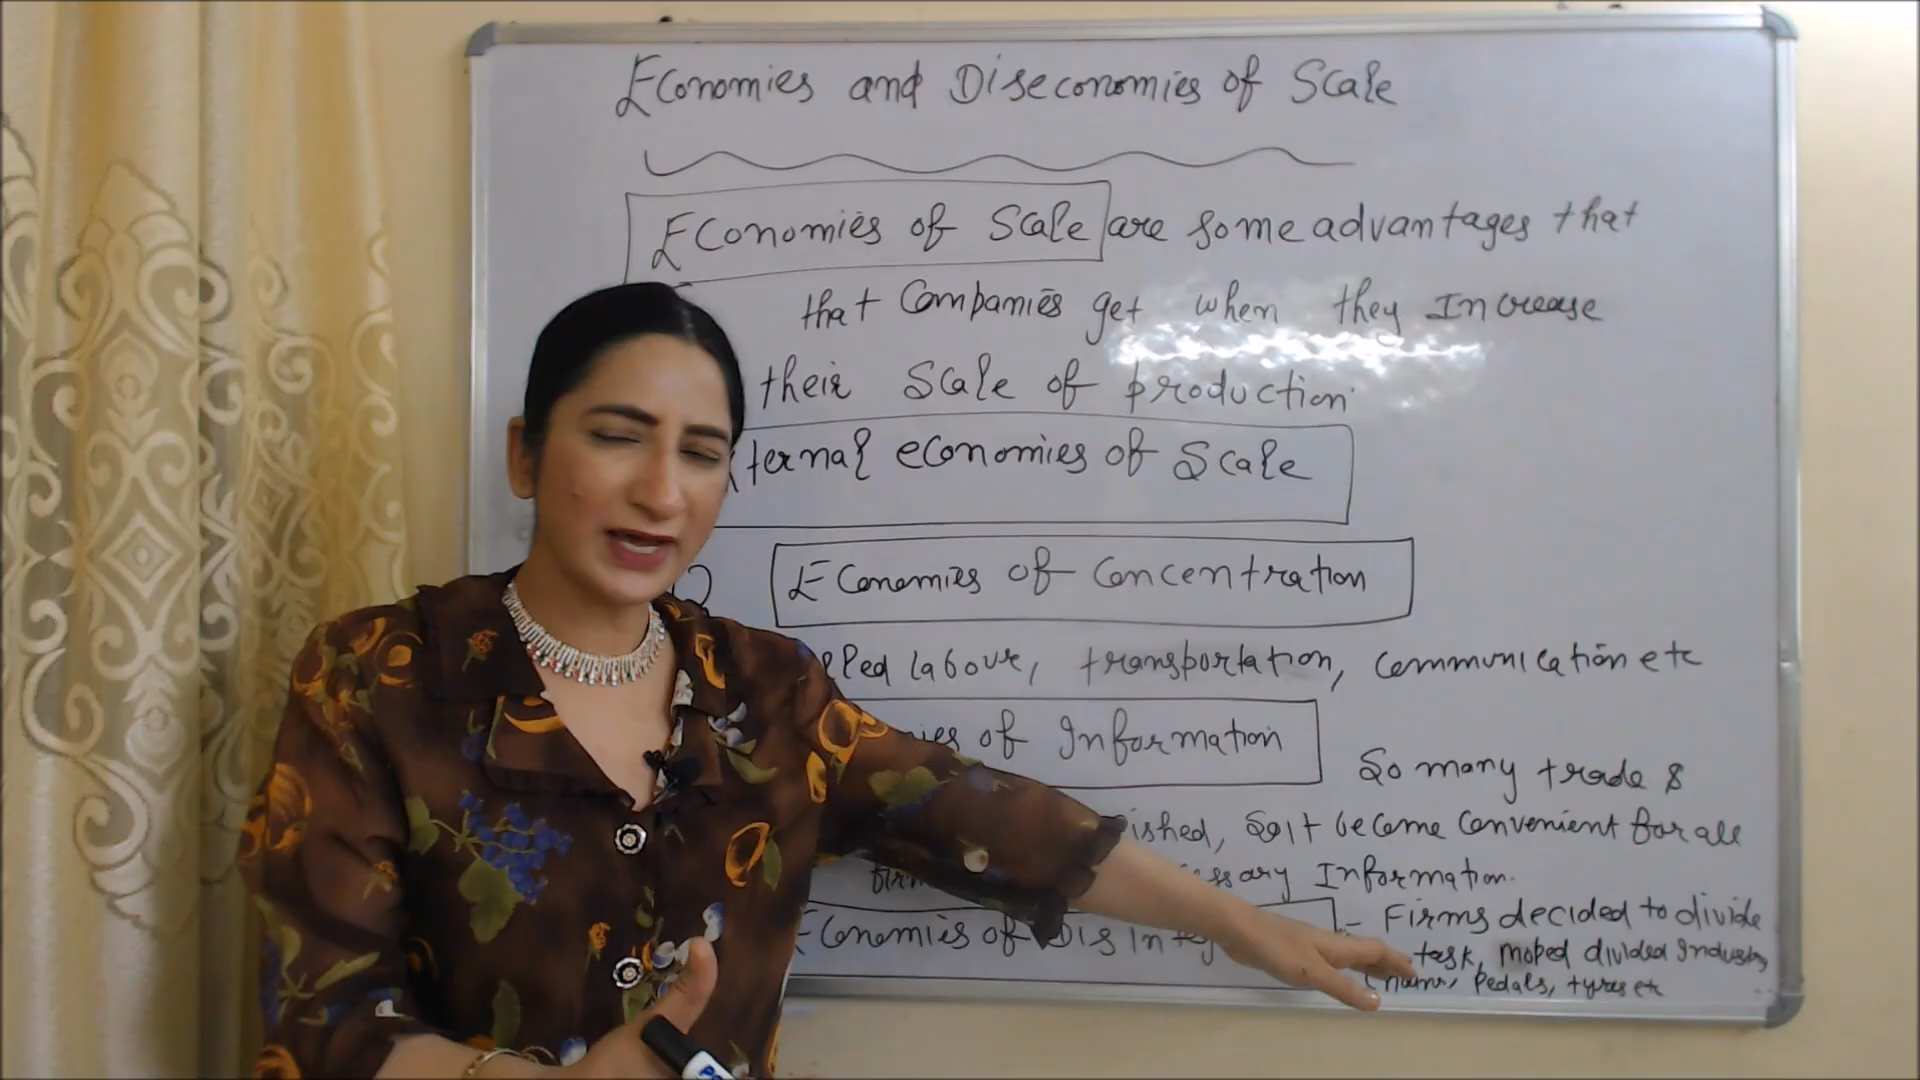 Economies and Diseconomies of Scale
Economies of Scale are some advantages that
that Companies get when they Increase
their Scale of production.
ternal economies of Scale
Economies of Concentration
lled labour, transportation, communication etc
mies of Information
So many trade &
ished, So it become convenient for all
firm ssary Information.
Economies of Disinteg - Firms decided to divide
task, moped divided Industry
Pedals, tyres etc